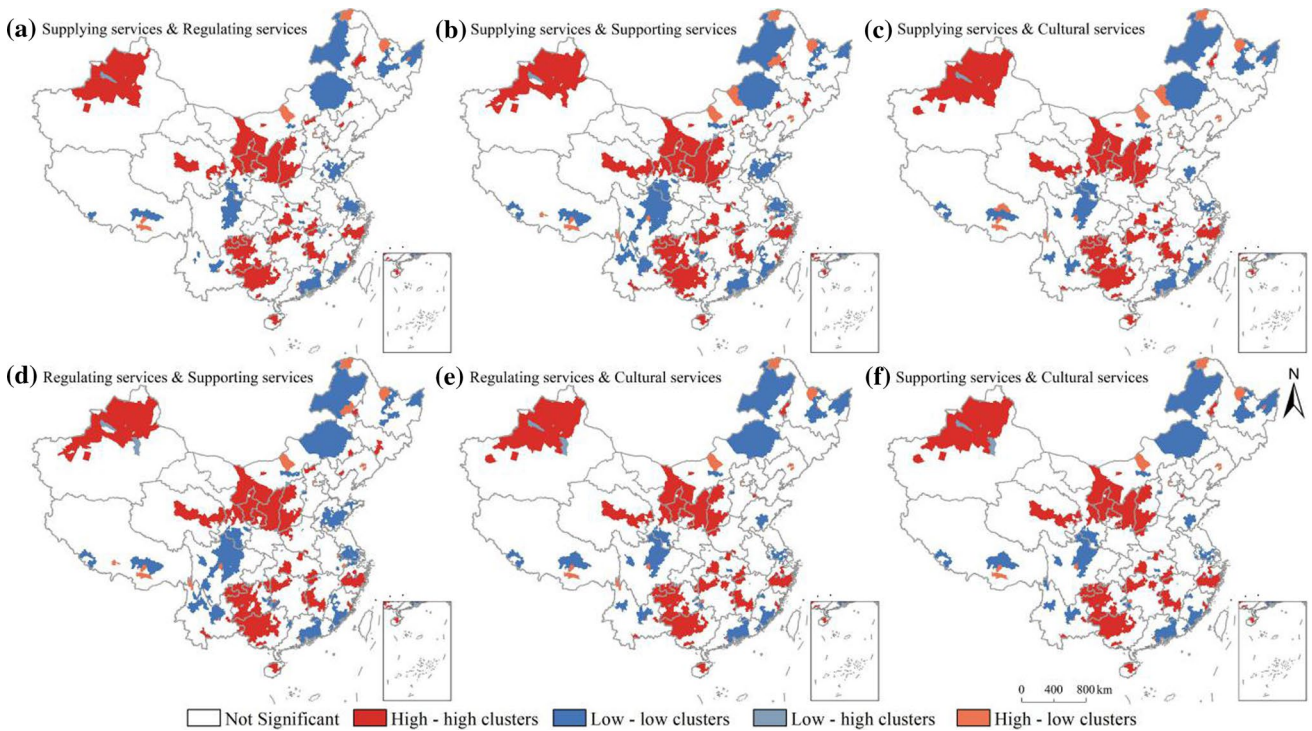 (a) Supplying services & Regulating services
(b) Supplying services & Supporting services
(c) Supplying services & Cultural services
(d) Regulating services & Supporting services
(e) Regulating services & Cultural services
(f) Supporting services & Cultural services
N
0 400 800 km
Not Significant High - high clusters Low - low clusters Low - high clusters High - low clusters